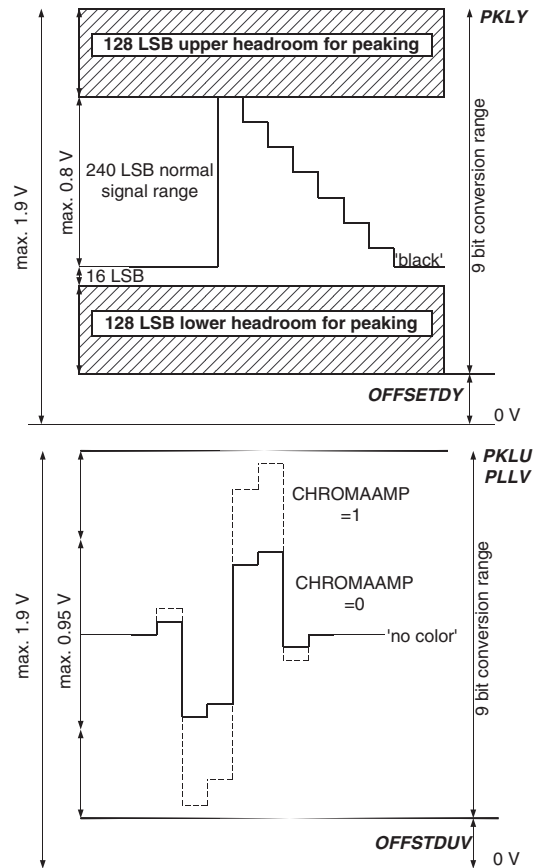 PKLY
128 LSB upper headroom for peaking
max. 1.9 V
max. 0.8 V
240 LSB normal
signal range
9 bit conversion range
'black'
16 LSB
128 LSB lower headroom for peaking
OFFSETDY
0 V
PKLU
PLLV
CHROMAAMP
=1
max. 1.9 V
max. 0.95 V
CHROMAAMP
=0
9 bit conversion range
'no color'
OFFSTDUV
0 V